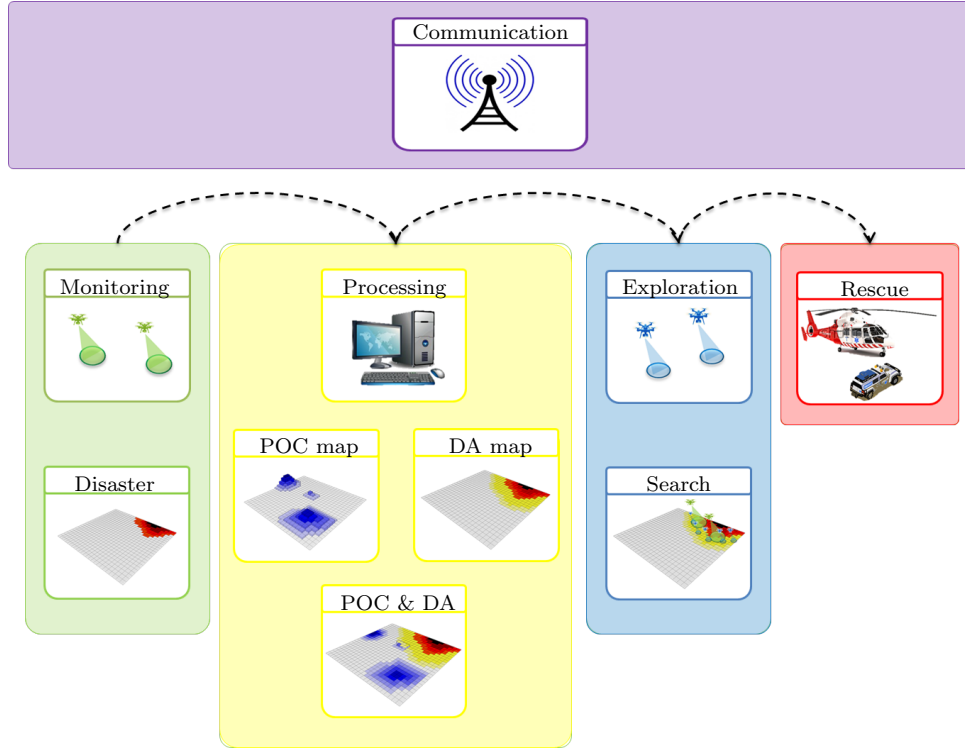 Communication
Monitoring
Processing
Exploration
Rescue
POC map
DA map
Disaster
Search
POC & DA